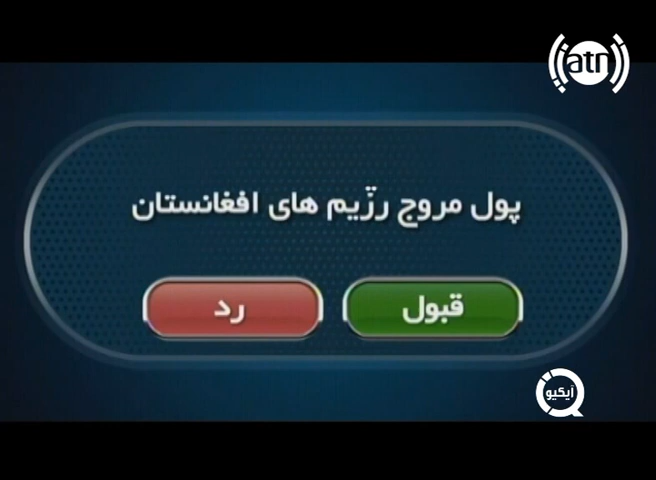 atn
پول مروج رژیم های افغانستان
قبول
رد
آیکیو